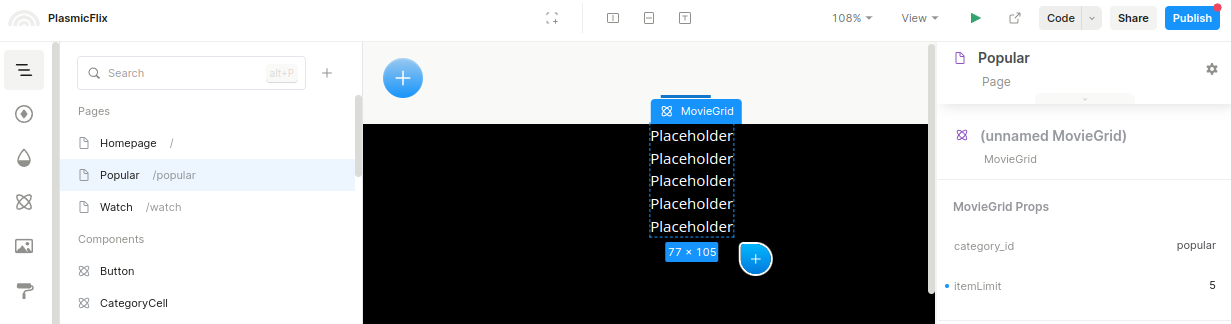 PlasmicFlix
108%
View
Code
Share
Publish
Search
alt+P
Pages
Homepage /
Popular /popular
Watch /watch
Components
Button
CategoryCell
MovieGrid
Placeholder
Placeholder
Placeholder
Placeholder
Placeholder
77 × 105
Popular
Page
(unnamed MovieGrid)
MovieGrid
MovieGrid Props
category_id popular
itemLimit 5